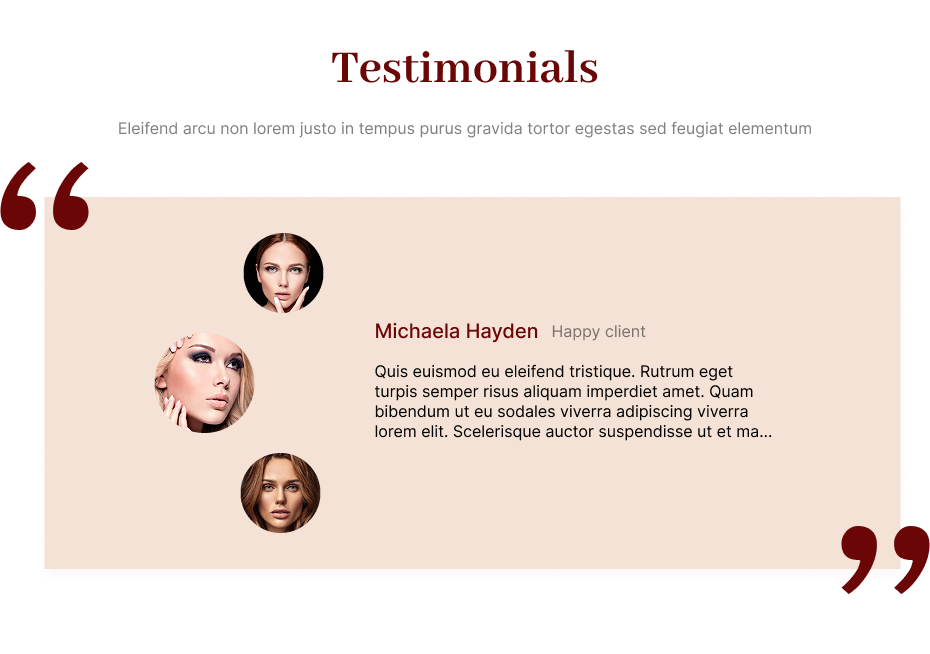 Testimonials
Eleifend arcu non lorem justo in tempus purus gravida tortor egestas sed feugiat elementum
“
Michaela Hayden Happy client
Quis euismod eu eleifend tristique. Rutrum eget
turpis semper risus aliquam imperdiet amet. Quam
bibendum ut eu sodales viverra adipiscing viverra
lorem elit. Scelerisque auctor suspendisse ut et ma...
”